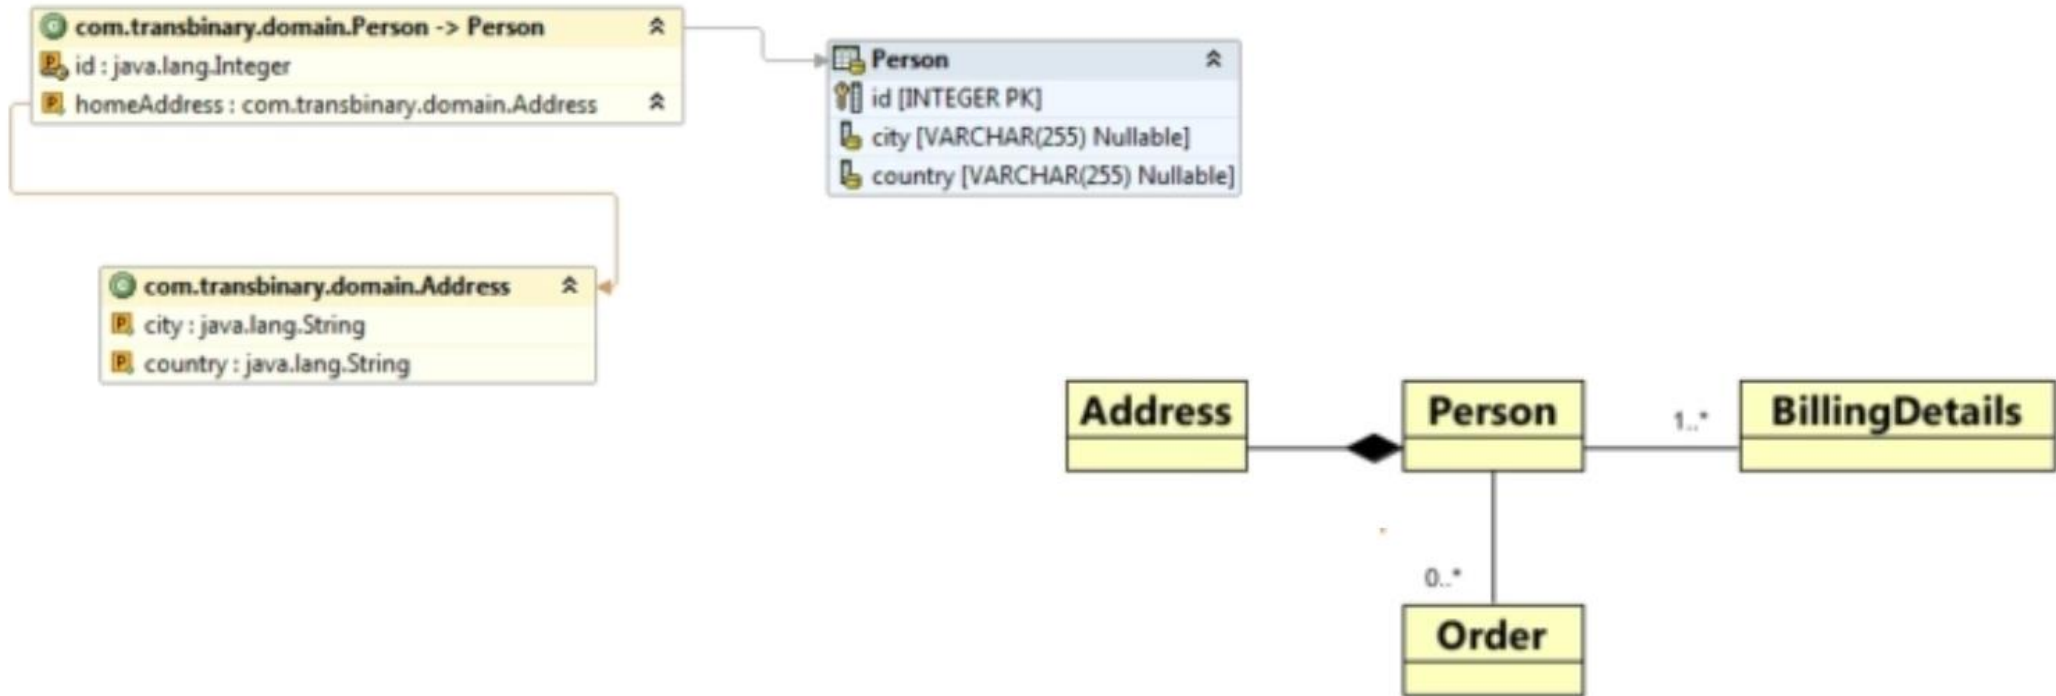 com.transbinary.domain.Person -> Person
id : java.lang.Integer
homeAddress : com.transbinary.domain.Address
Person
id [INTEGER PK]
city [VARCHAR(255) Nullable]
country [VARCHAR(255) Nullable]
com.transbinary.domain.Address
city : java.lang.String
country : java.lang.String
Address
Person
1..*
BillingDetails
0..*
Order